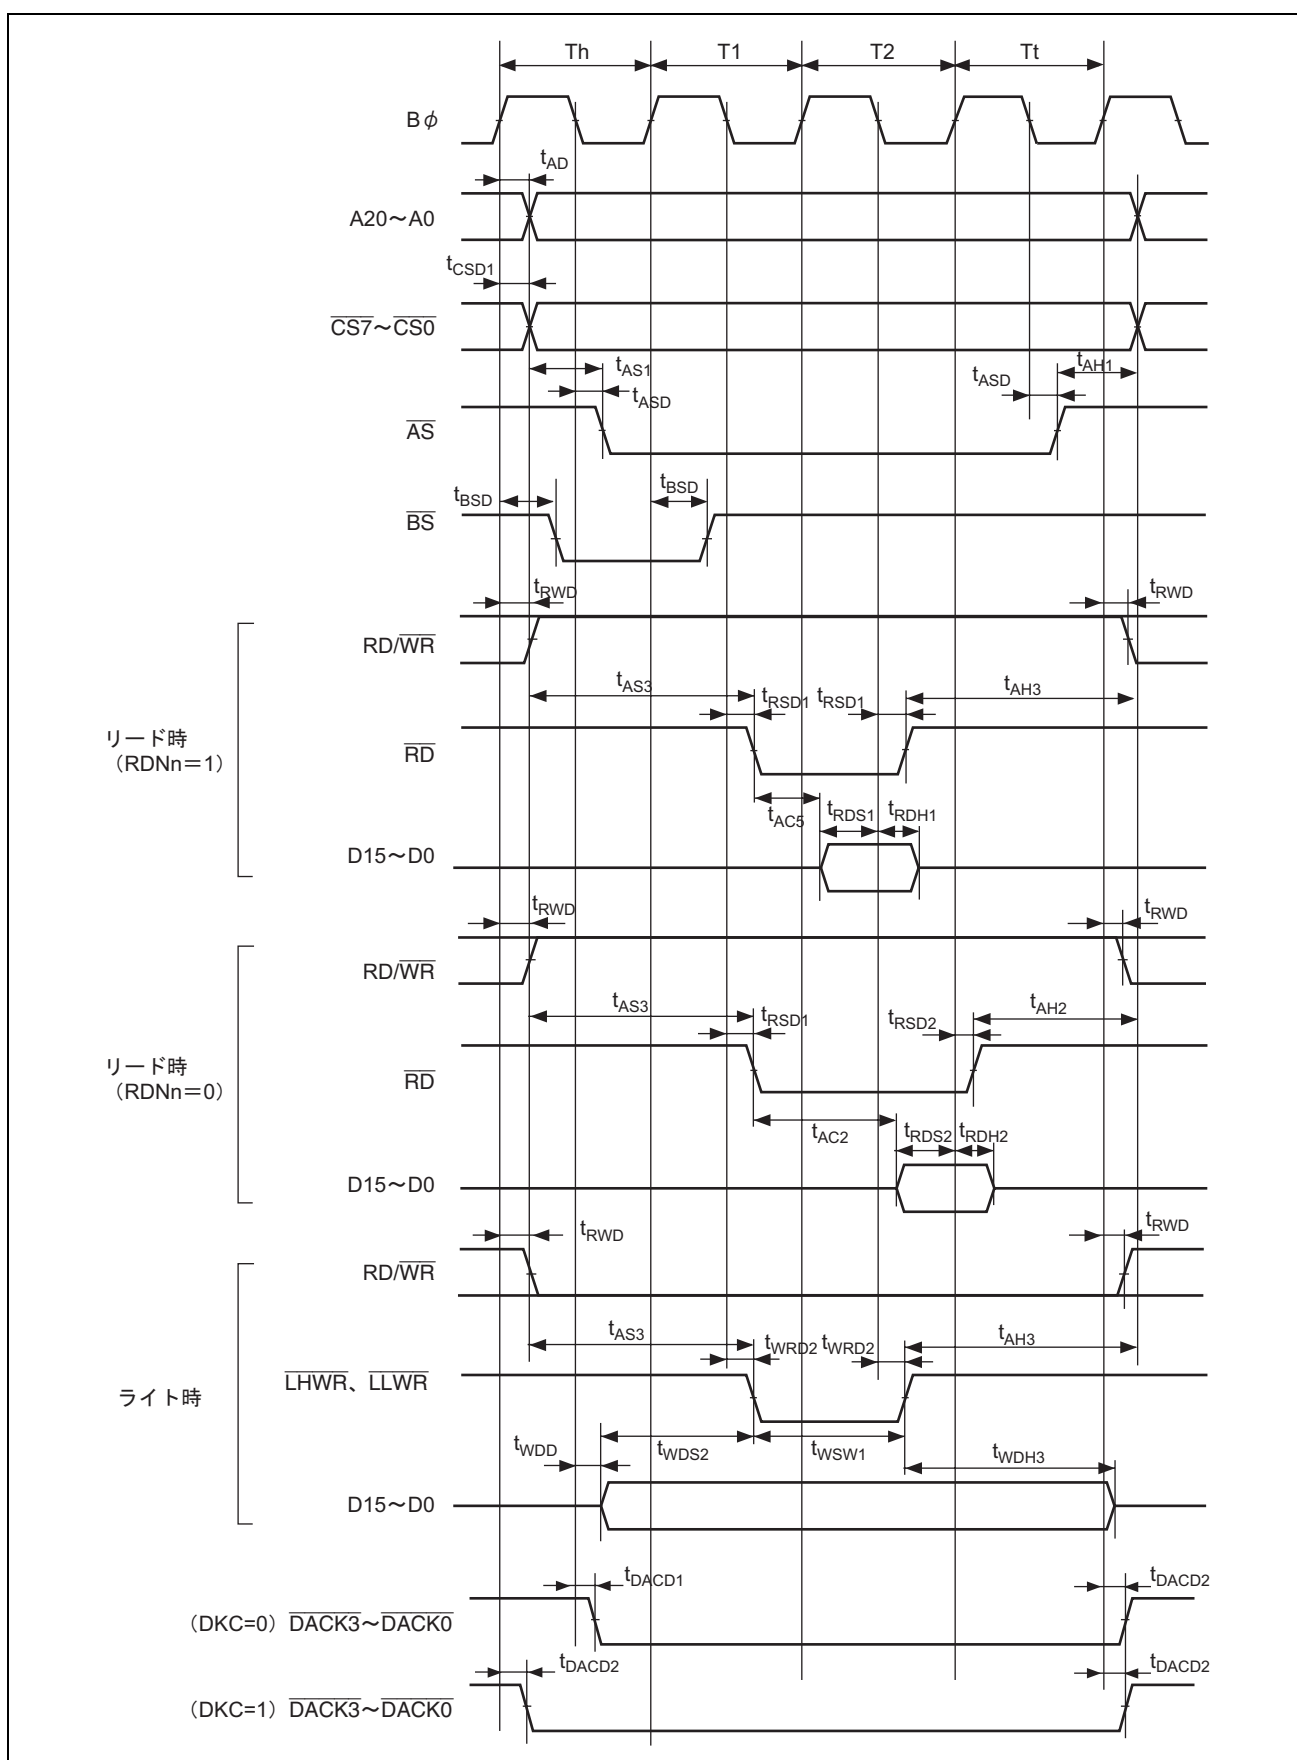 Th T1 T2 Tt
Bφ
tAD
A20～A0
tCSD1
CS7～CS0
tAS1 tAH1
tASD tASD
AS
tBSD tBSD
BS
tRWD tRWD
RD/WR
tAS3 tRSD1 tRSD1 tAH3
リード時
（RDNn＝1）
RD
tAC5 tRDS1 tRDH1
D15～D0
tRWD tRWD
RD/WR
tAS3 tRSD1 tRSD2 tAH2
リード時
（RDNn＝0）
RD
tAC2 tRDS2 tRDH2
D15～D0
tRWD tRWD
RD/WR
tAS3 tWRD2 tWRD2 tAH3
LHWR、LLWR
ライト時
tWDD tWDS2 tWSW1 tWDH3
D15～D0
tDACD1 tDACD2
（DKC=0）DACK3～DACK0
tDACD2 tDACD2
（DKC=1）DACK3～DACK0